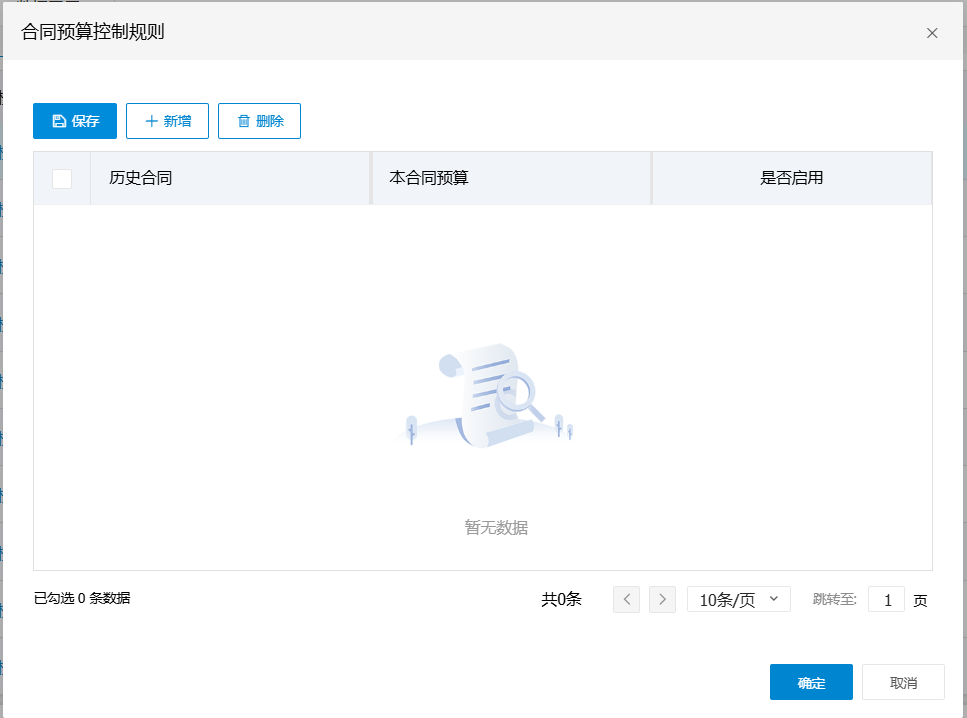 合同预算控制规则
保存 新增 删除
历史合同 本合同预算 是否启用
暂无数据
已勾选 0 条数据 共0条 10条/页 跳转至: 1 页
确定 取消